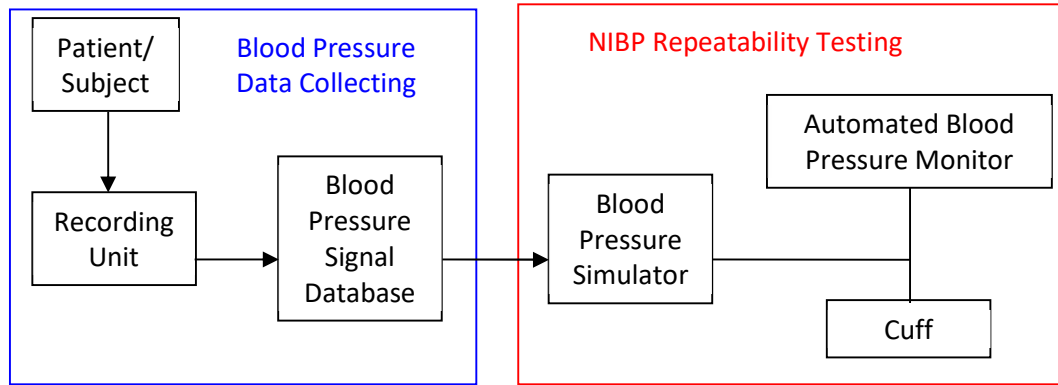 Patient/
Subject
Blood Pressure
Data Collecting
Recording
Unit
Blood
Pressure
Signal
Database
NIBP Repeatability Testing
Automated Blood
Pressure Monitor
Blood
Pressure
Simulator
Cuff